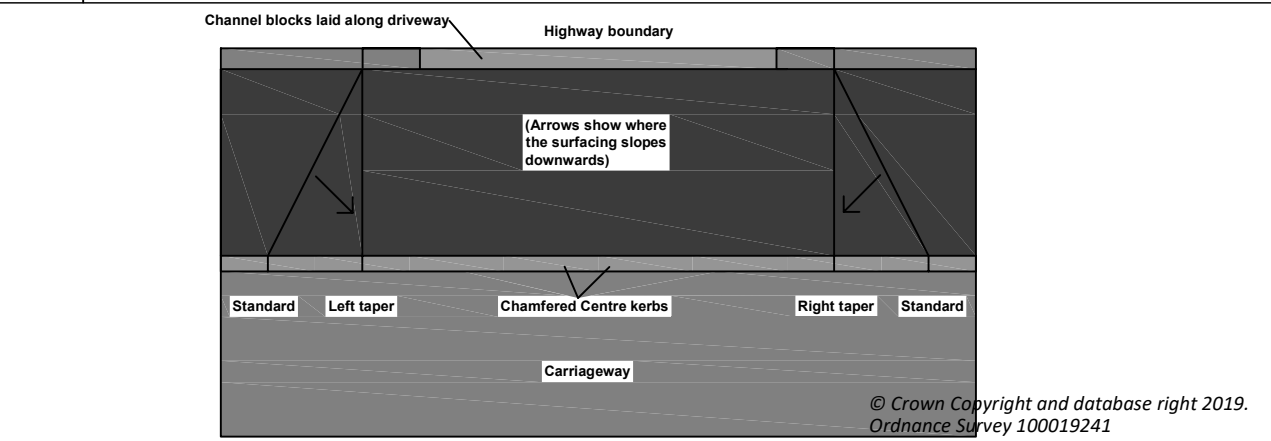 Channel blocks laid along driveway
Highway boundary
(Arrows show where
the surfacing slopes
downwards)
Standard
Left taper
Chamfered Centre kerbs
Right taper
Standard
Carriageway
© Crown Copyright and database right 2019.
Ordnance Survey 100019241